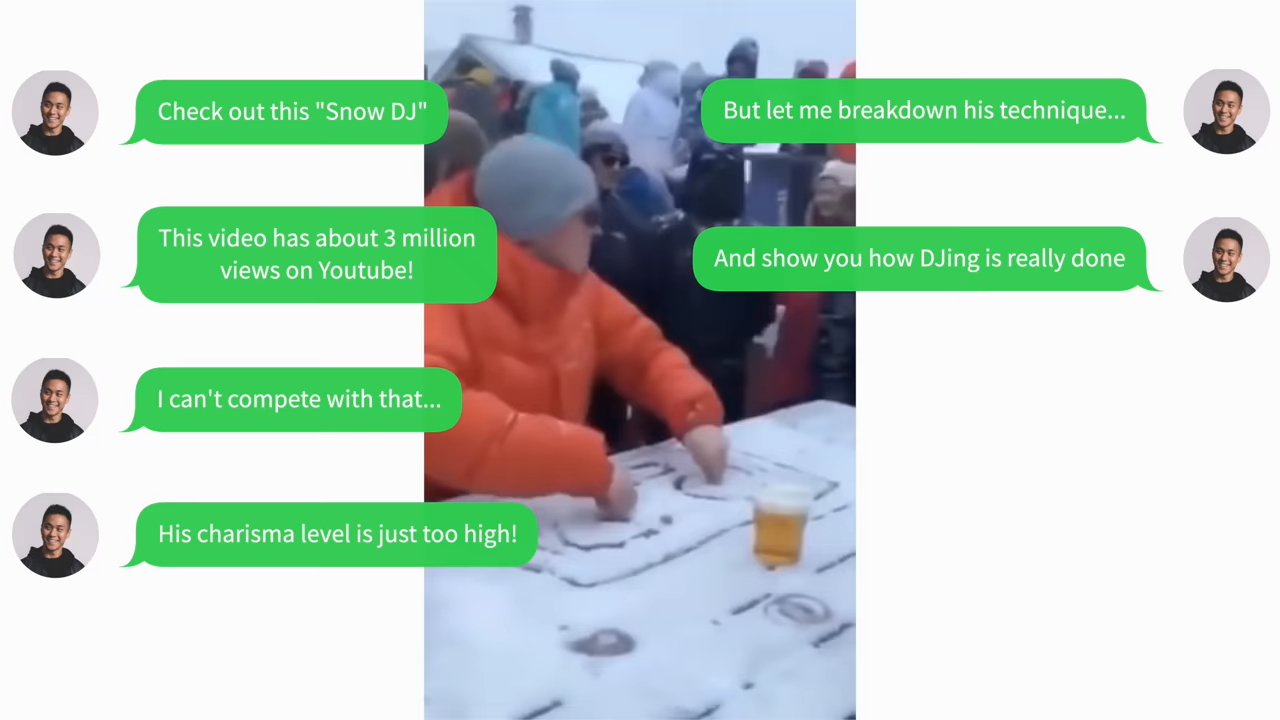 Check out this "Snow DJ"
This video has about 3 million
views on Youtube!
I can't compete with that...
His charisma level is just too high!
But let me breakdown his technique...
And show you how DJing is really done